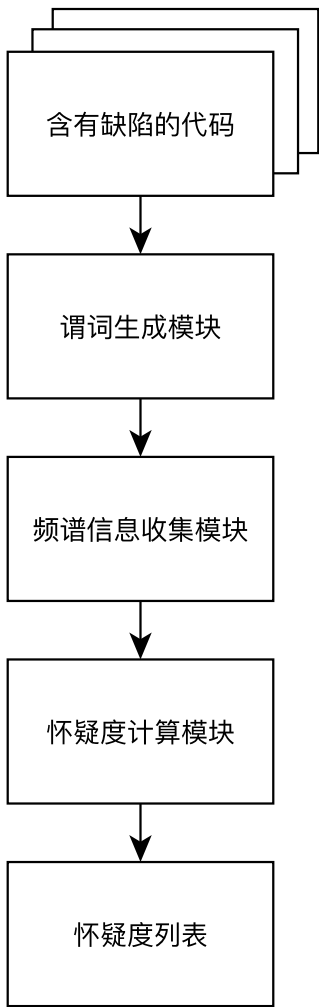 含有缺陷的代码
谓词生成模块
频谱信息收集模块
怀疑度计算模块
怀疑度列表